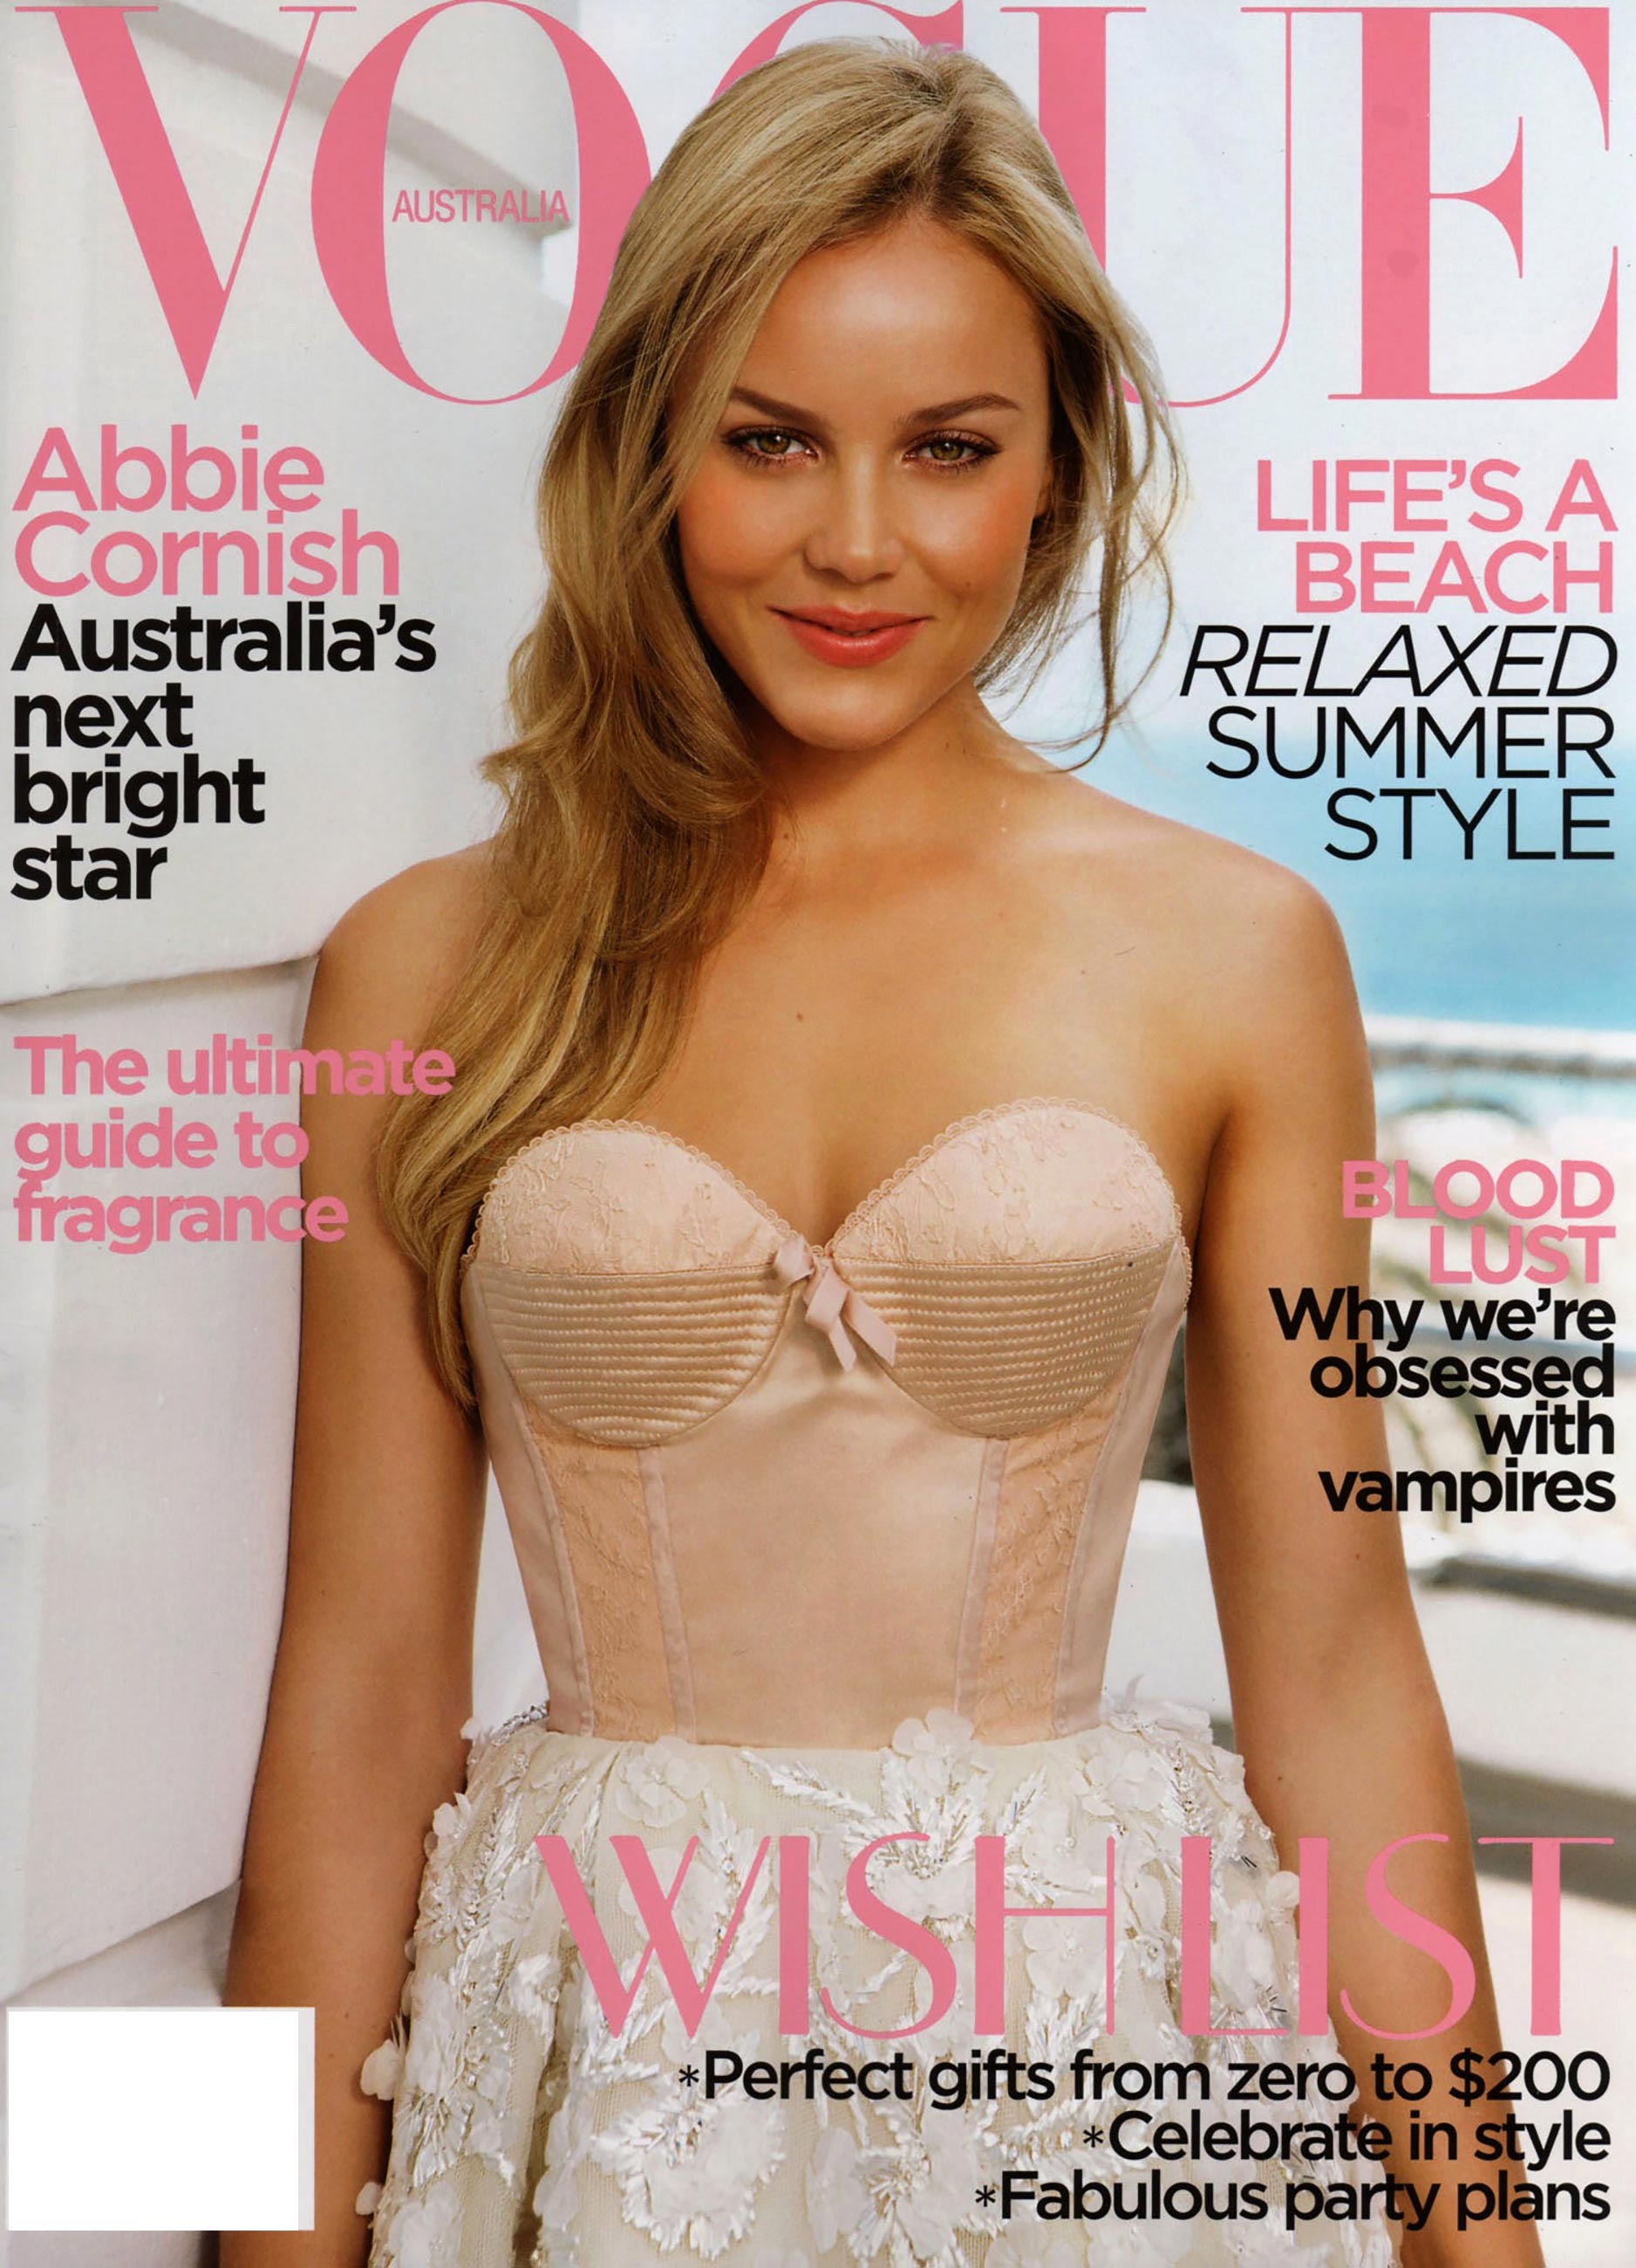 VOGUE
AUSTRALIA
Abbie
Cornish
Australia's
next
bright
star
LIFE'S A
BEACH
RELAXED
SUMMER
STYLE
The ultimate
guide to
fragrance
BLOOD
LUST
Why we're
obsessed
with
vampires
WISH LIST
*Perfect gifts from zero to $200
*Celebrate in style
*Fabulous party plans